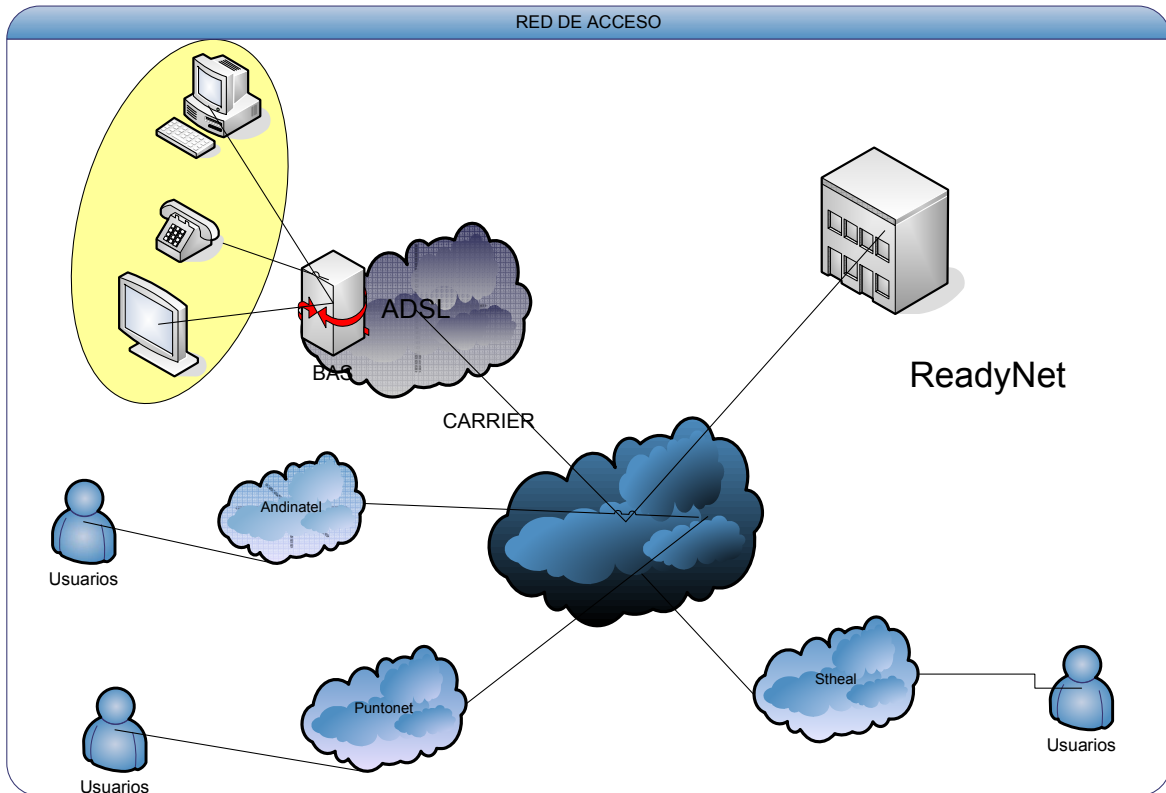 RED DE ACCESO
ADSL
BAS
ReadyNet
CARRIER
Andinatel
Usuarios
Stheal
Puntonet
Usuarios
Usuarios